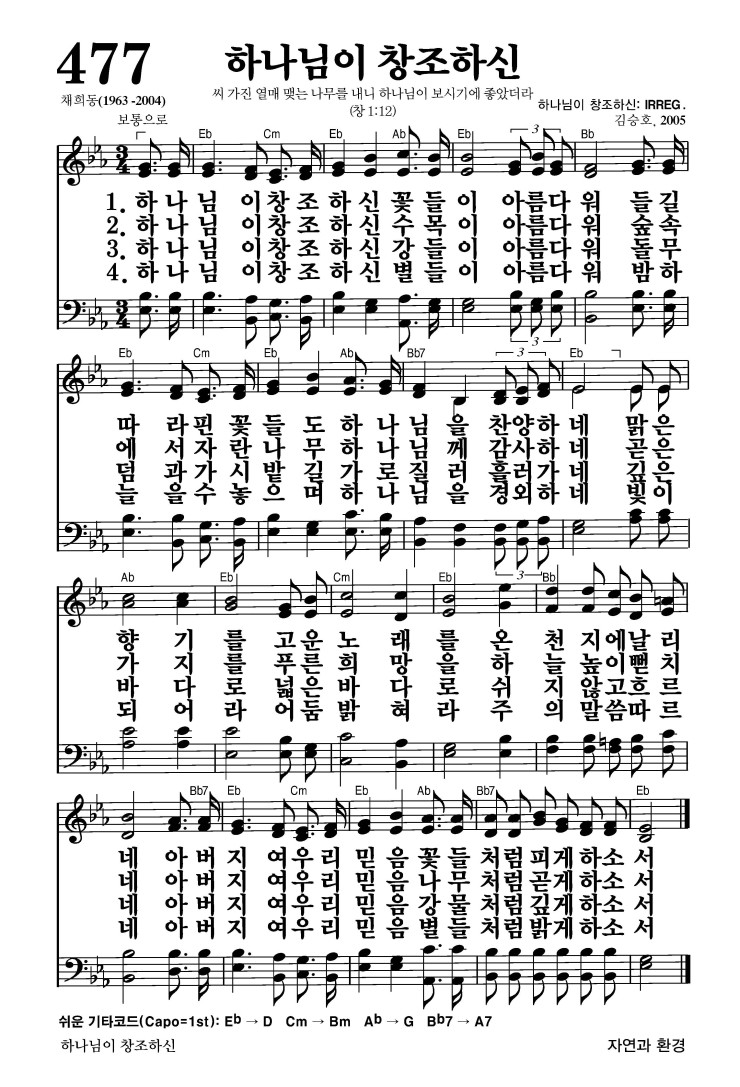 477 하나님이 창조하신
채희동(1963 -2004)
씨 가진 열매 맺는 나무를 내니 하나님이 보시기에 좋았더라
(창 1:12)
하나님이 창조하신: IRREG.
보통으로
김승호, 2005
Eb Cm Eb Ab Eb 3 Bb
3/4
1. 하 나 님 이 창 조 하 신 꽃 들 이 아 름 다 워 들 길
2. 하 나 님 이 창 조 하 신 수 목 이 아 름 다 워 숲 속
3. 하 나 님 이 창 조 하 신 강 들 이 아 름 다 워 돌 무
4. 하 나 님 이 창 조 하 신 별 들 이 아 름 다 워 밤 하
3/4
3
Eb Cm Eb Ab Bb7 3 Eb
따 라 핀 꽃 들 도 하 나 님 을 찬 양 하 네 맑 은
에 서 자 란 나 무 하 나 님 께 감 사 하 네 곧 은
덤 과 가 시 밭 길 가 로 질 러 흘 러 가 네 깊 은
늘 을 수 놓 으 며 하 나 님 을 경 외 하 네 빛 이
3
Ab Eb Cm Eb 3 Bb
향 기 를 고 운 노 래 를 온 천 지 에 날 리
가 지 를 푸 른 희 망 을 하 늘 높 이 뻗 치
바 다 로 넓 은 바 다 로 쉬 지 않 고 흐 르
되 어 라 어 둠 밝 혀 라 주 의 말 씀 따 르
Bb7 Eb Cm Eb Ab Bb7 Eb
네 아 버 지 여 우 리 믿 음 꽃 들 처 럼 피 게 하 소 서
네 아 버 지 여 우 리 믿 음 나 무 처 럼 곧 게 하 소 서
네 아 버 지 여 우 리 믿 음 강 물 처 럼 깊 게 하 소 서
네 아 버 지 여 우 리 믿 음 별 들 처 럼 밝 게 하 소 서
쉬운 기타코드(Capo=1st): Eb → D Cm → Bm Ab → G Bb7 → A7
하나님이 창조하신
자연과 환경